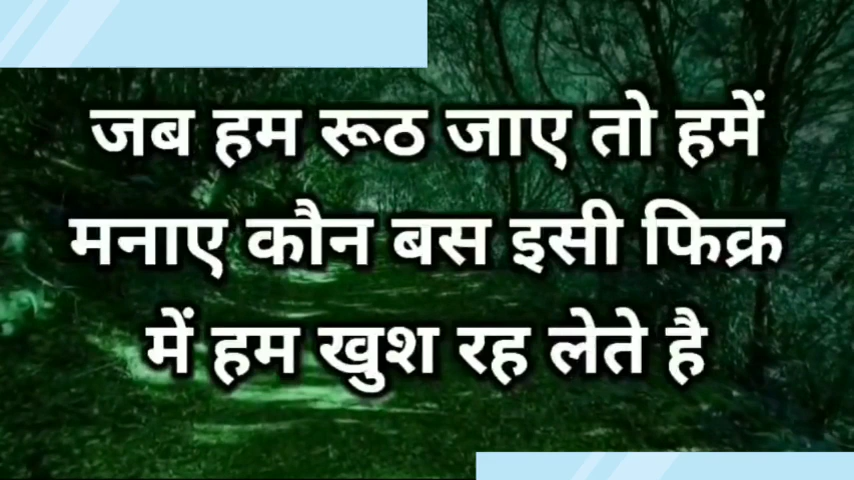 जब हम रूठ जाए तो हमें
मनाए कौन बस इसी फिक्र
में हम खुश रह लेते है